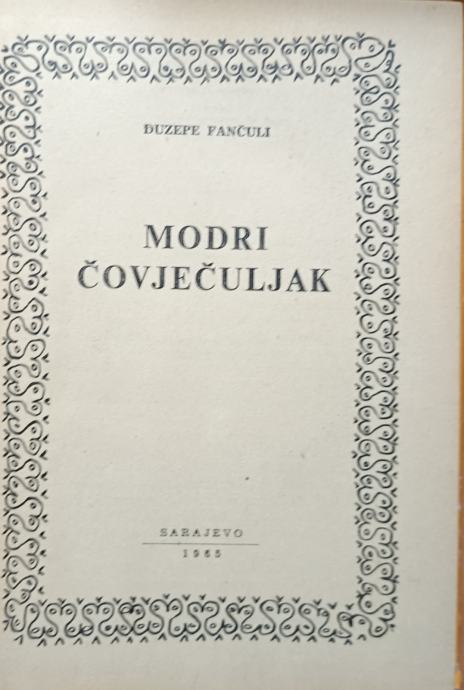 ĐUZEPE FANČULI
MODRI
ČOVJEČULJAK
SARAJEVO
1965